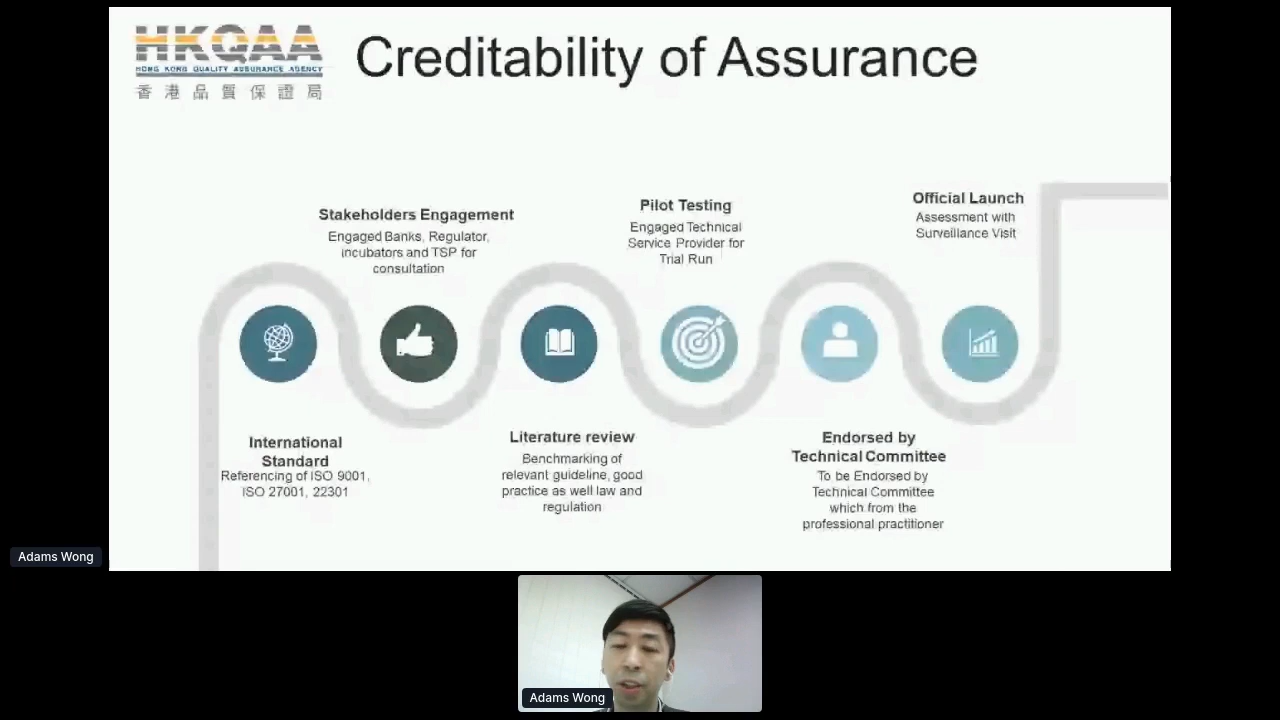 HKQAA
HONG KONG QUALITY ASSURANCE AGENCY
香港品質保證局
Creditability of Assurance
International
Standard
Referencing of ISO 9001,
ISO 27001, 22301
Stakeholders Engagement
Engaged Banks, Regulator,
incubators and TSP for
consultation
Literature review
Benchmarking of
relevant guideline, good
practice as well law and
regulation
Pilot Testing
Engaged Technical
Service Provider for
Trial Run
Endorsed by
Technical Committee
To be Endorsed by
Technical Committee
which from the
professional practitioner
Official Launch
Assessment with
Surveillance Visit
Adams Wong
Adams Wong